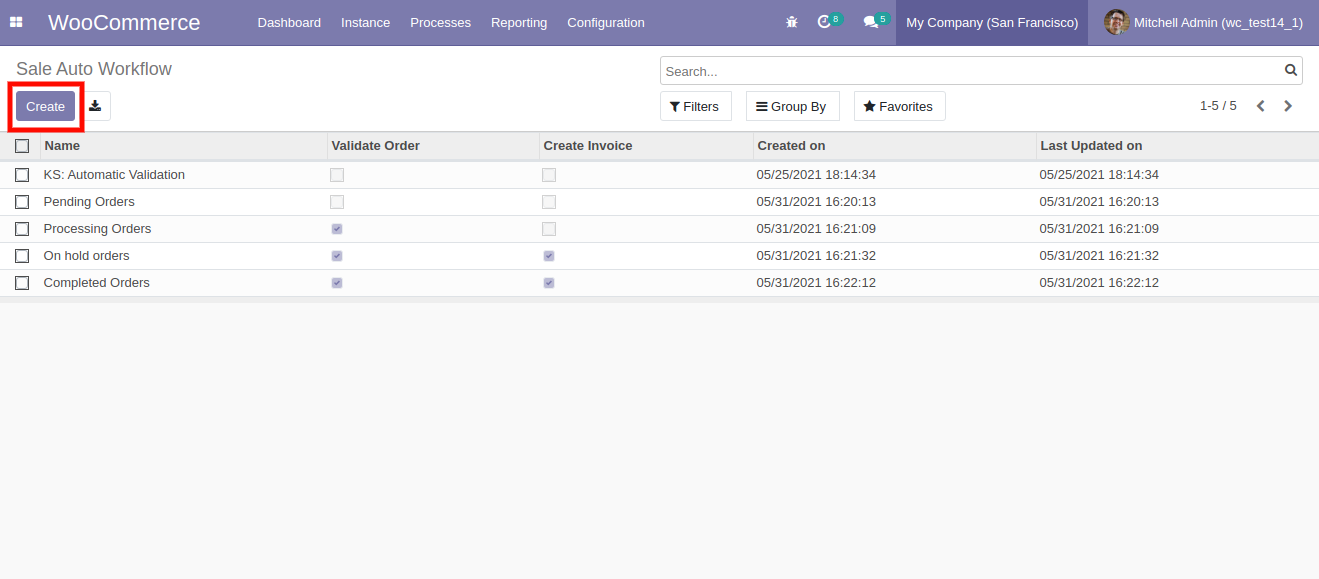 WooCommerce Dashboard Instance Processes Reporting Configuration 8 5 My Company (San Francisco) Mitchell Admin (wc_test14_1)
Sale Auto Workflow
Search...
Create
Filters Group By Favorites 1-5 / 5
Name Validate Order Create Invoice Created on Last Updated on
KS: Automatic Validation 05/25/2021 18:14:34 05/25/2021 18:14:34
Pending Orders 05/31/2021 16:20:13 05/31/2021 16:20:13
Processing Orders 05/31/2021 16:21:09 05/31/2021 16:21:09
On hold orders 05/31/2021 16:21:32 05/31/2021 16:21:32
Completed Orders 05/31/2021 16:22:12 05/31/2021 16:22:12